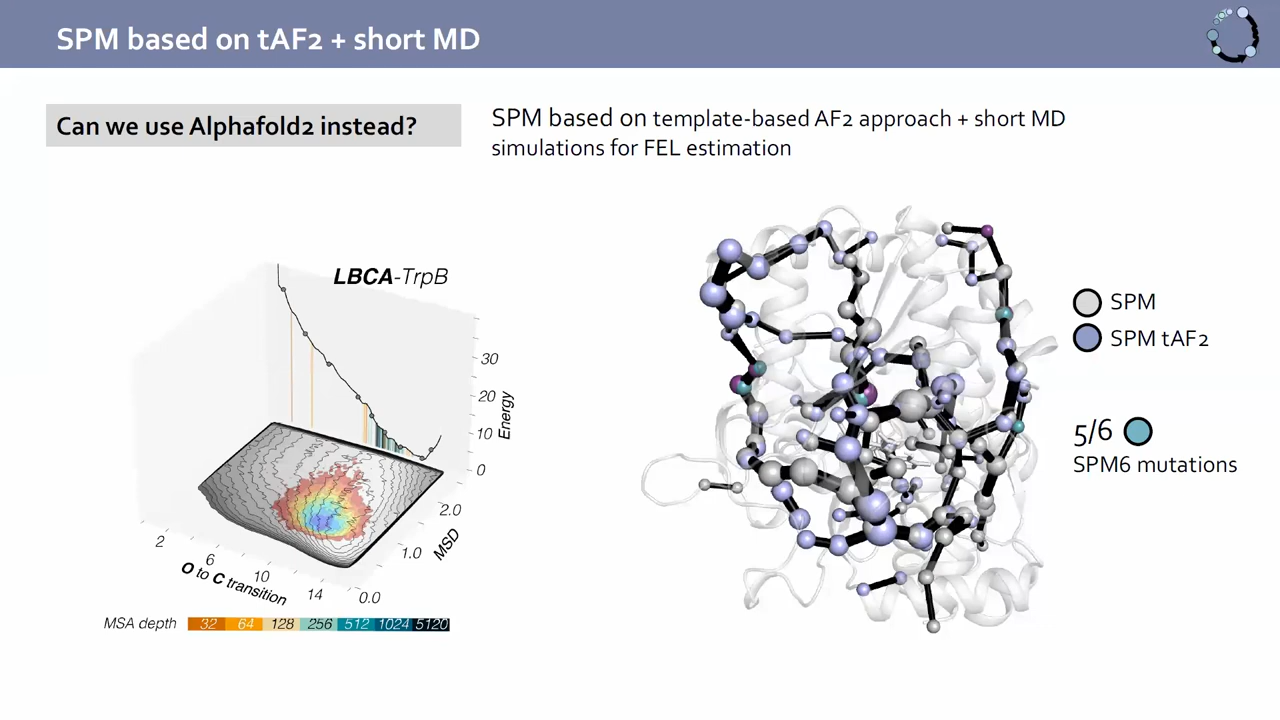 SPM based on tAF2 + short MD
Can we use Alphafold2 instead?
SPM based on template-based AF2 approach + short MD
simulations for FEL estimation
LBCA-TrpB
30
20
10
0
Energy
2.0
1.0
0.0
MSD
2
6
10
14
O to C transition
MSA depth 32 64 128 256 512 1024 5120
SPM
SPM tAF2
5/6
SPM6 mutations